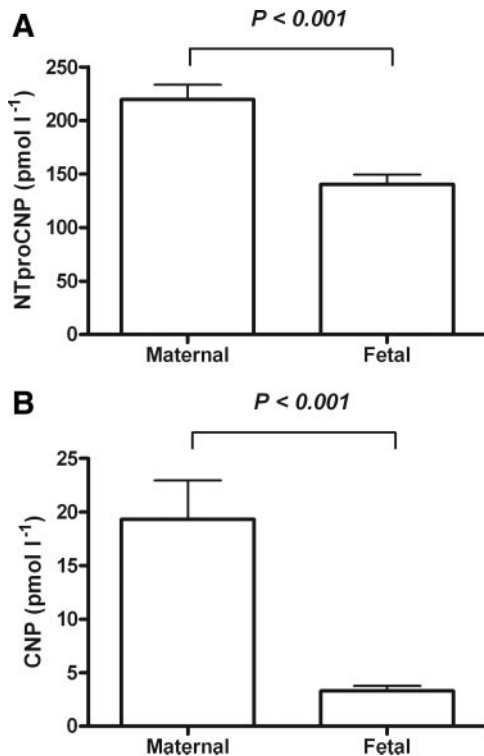 A
P < 0.001
NTproCNP (pmol l⁻¹)
250
200
150
100
50
0
Maternal Fetal
B
P < 0.001
CNP (pmol l⁻¹)
25
20
15
10
5
0
Maternal Fetal